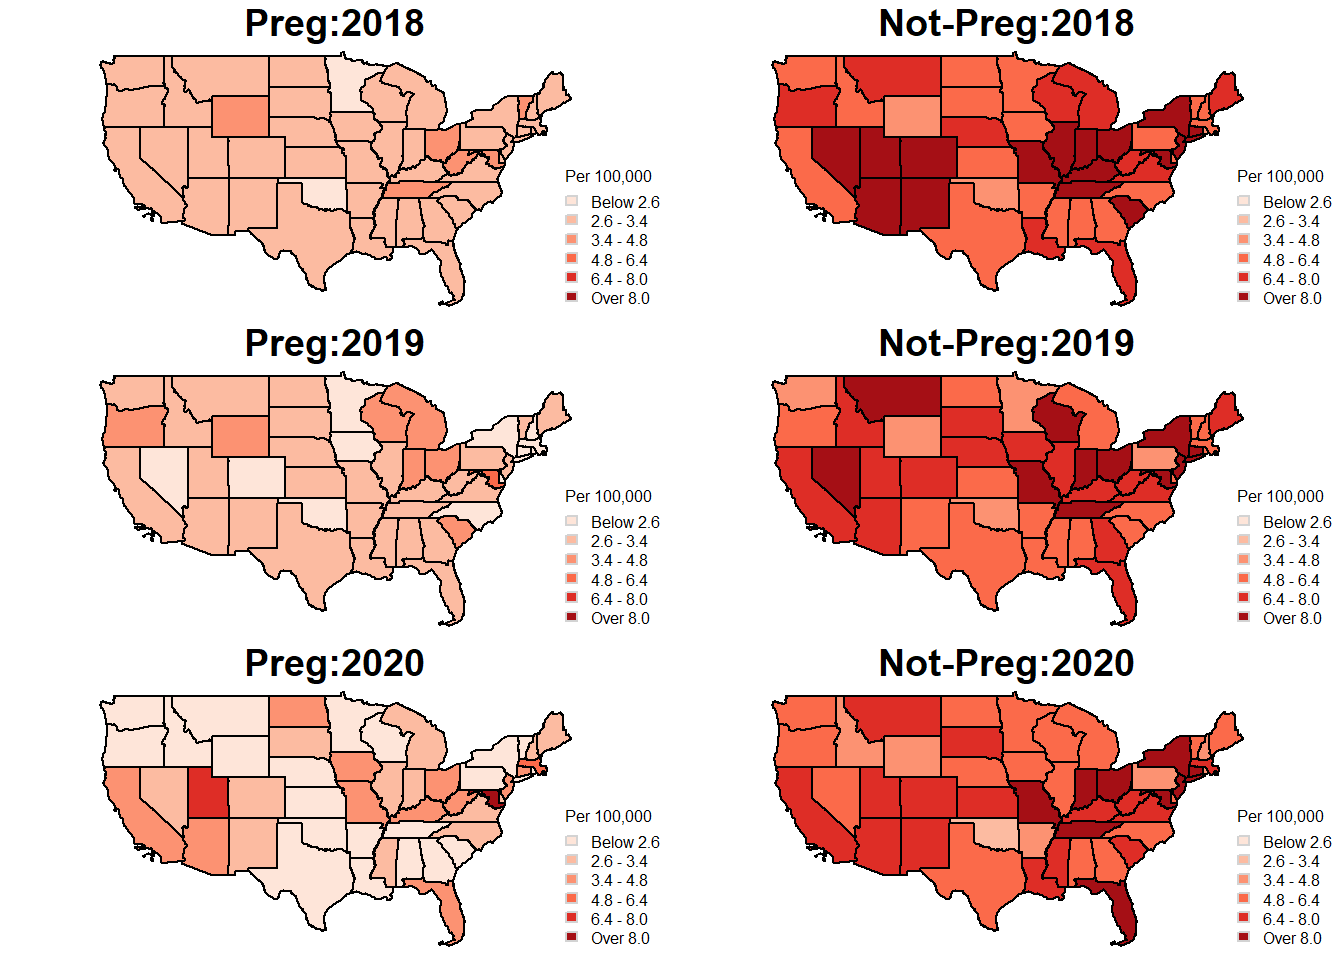 Preg:2018
Per 100,000
Below 2.6
2.6 - 3.4
3.4 - 4.8
4.8 - 6.4
6.4 - 8.0
Over 8.0
Not-Preg:2018
Per 100,000
Below 2.6
2.6 - 3.4
3.4 - 4.8
4.8 - 6.4
6.4 - 8.0
Over 8.0
Preg:2019
Per 100,000
Below 2.6
2.6 - 3.4
3.4 - 4.8
4.8 - 6.4
6.4 - 8.0
Over 8.0
Not-Preg:2019
Per 100,000
Below 2.6
2.6 - 3.4
3.4 - 4.8
4.8 - 6.4
6.4 - 8.0
Over 8.0
Preg:2020
Per 100,000
Below 2.6
2.6 - 3.4
3.4 - 4.8
4.8 - 6.4
6.4 - 8.0
Over 8.0
Not-Preg:2020
Per 100,000
Below 2.6
2.6 - 3.4
3.4 - 4.8
4.8 - 6.4
6.4 - 8.0
Over 8.0